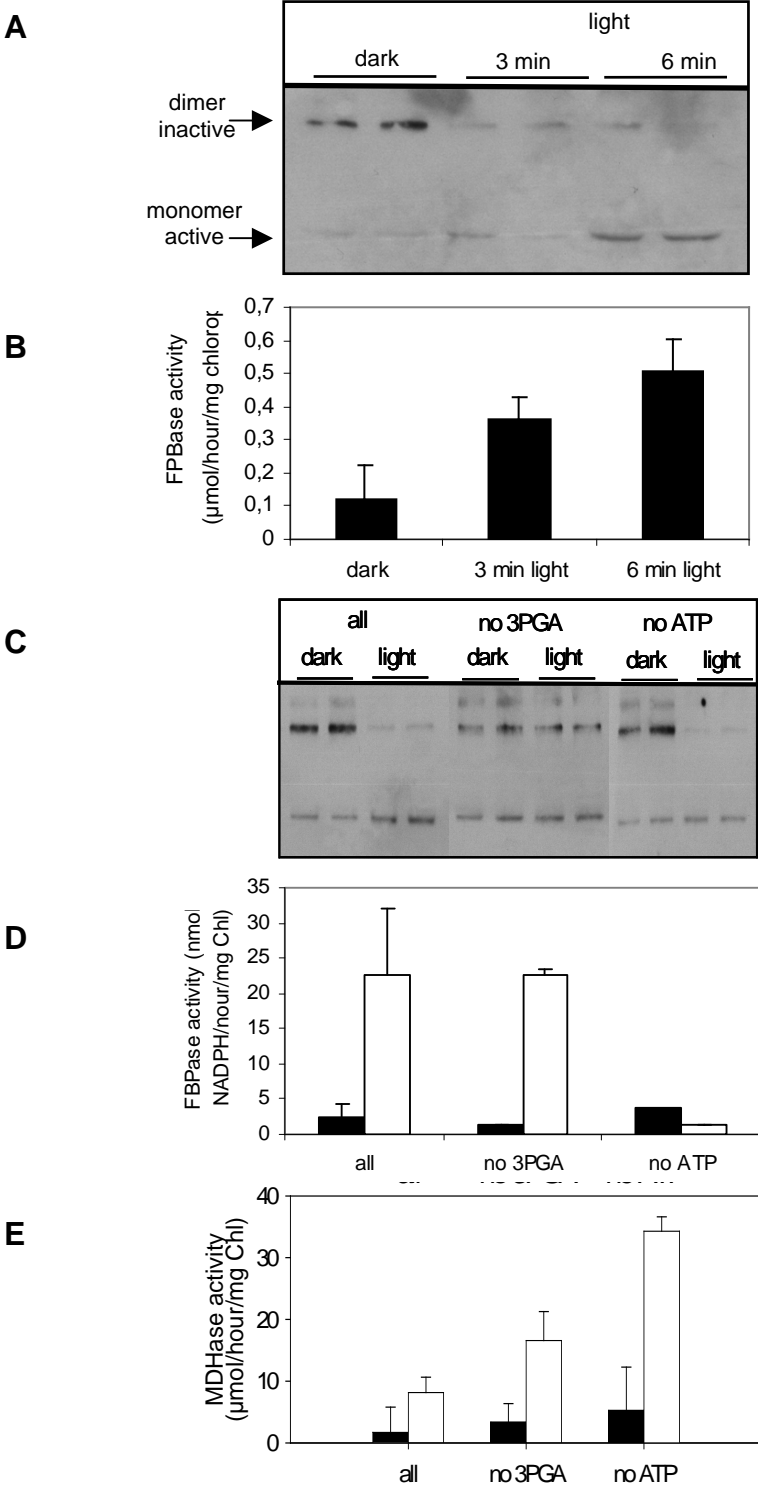 A
light
dark 3 min 6 min
dimer
inactive
monomer
active
B
FPBase activity
(µmol/hour/mg chlorop
0,7
0,6
0,5
0,4
0,3
0,2
0,1
0
dark 3 min light 6 min light
C
all no 3PGA no ATP
dark light dark light dark light
D
FBPase activity (nmol
NADPH/nour/mg Chl)
35
30
25
20
15
10
5
0
all no 3PGA no ATP
E
MDHase activity
(µmol/hour/mg Chl)
40
30
20
10
0
all no 3PGA no ATP